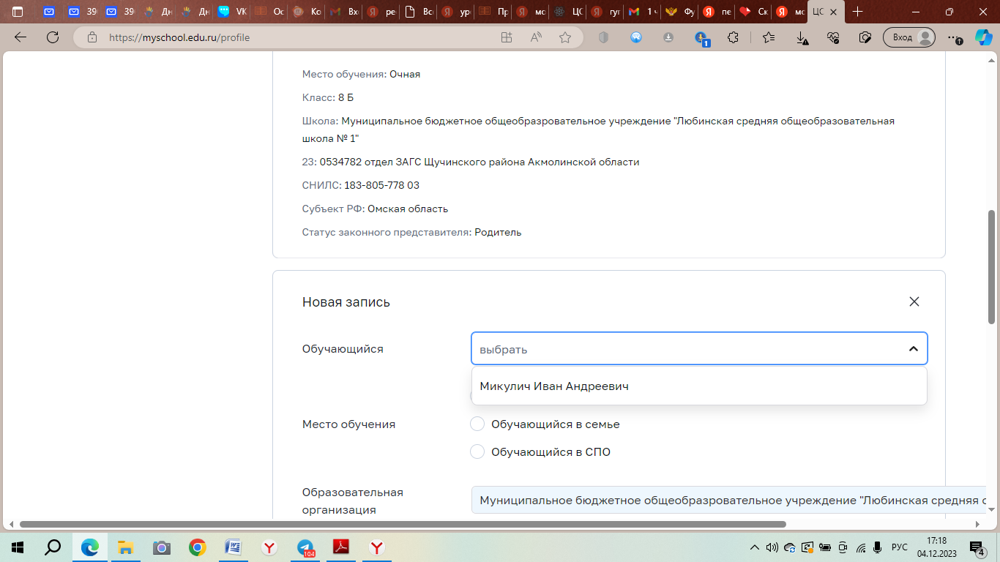 39
39
Дн
Дн
VK
Ос
Ко
Вх
ре
Вс
ур
Пр
мс
ЦС
гуг
1 ч
Фу
пе
Ск
мс
ЦС
https://myschool.edu.ru/profile
1
Вход
Место обучения: Очная
Класс: 8 Б
Школа: Муниципальное бюджетное общеобразровательное учреждение "Любинская средняя общеобразовательная
школа № 1"
23: 0534782 отдел ЗАГС Щучинского района Акмолинской области
СНИЛС: 183-805-778 03
Субъект РФ: Омская область
Статус законного представителя: Родитель
Новая запись
Обучающийся
выбрать
Микулич Иван Андреевич
Место обучения
Обучающийся в семье
Обучающийся в СПО
Образовательная
организация
Муниципальное бюджетное общеобразровательное учреждение "Любинская средняя с
104
РУС
17:18
04.12.2023
4